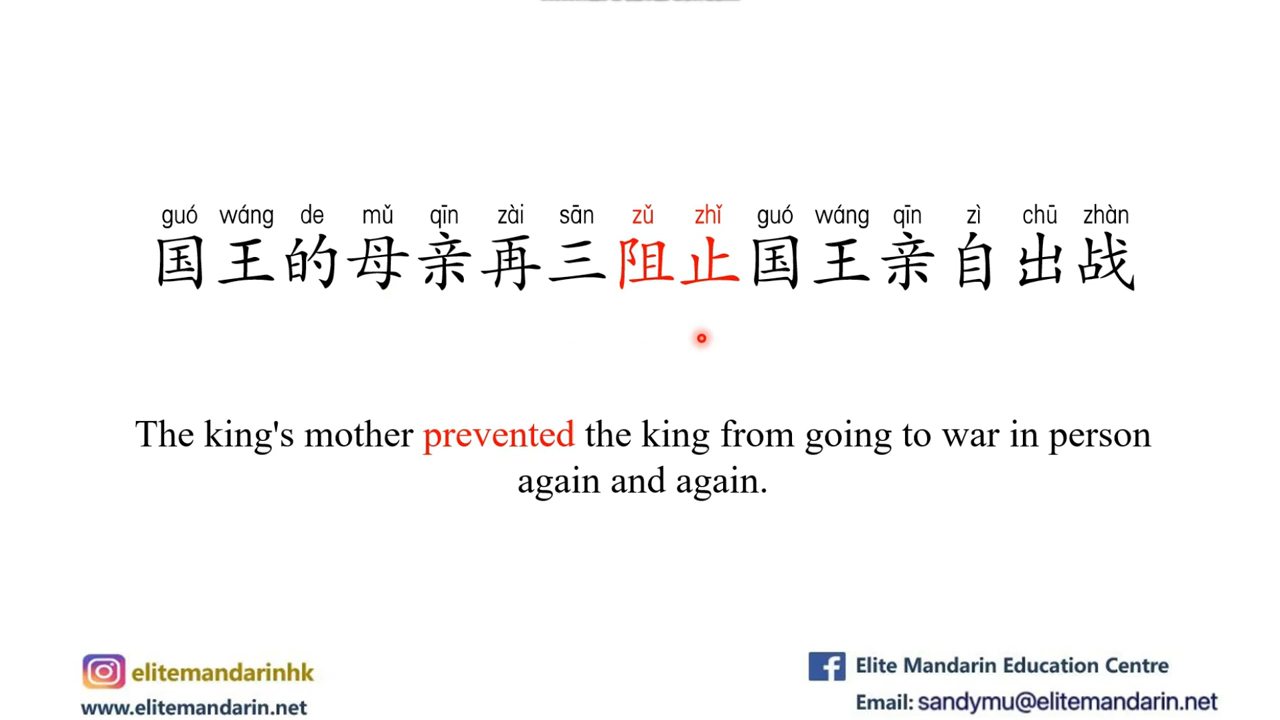 guó wáng de mǔ qīn zài sān zǔ zhǐ guó wáng qīn zì chū zhàn
国王的母亲再三阻止国王亲自出战
The king's mother prevented the king from going to war in person
again and again.
elitemandarinhk
www.elitemandarin.net
Elite Mandarin Education Centre
Email: sandymu@elitemandarin.net